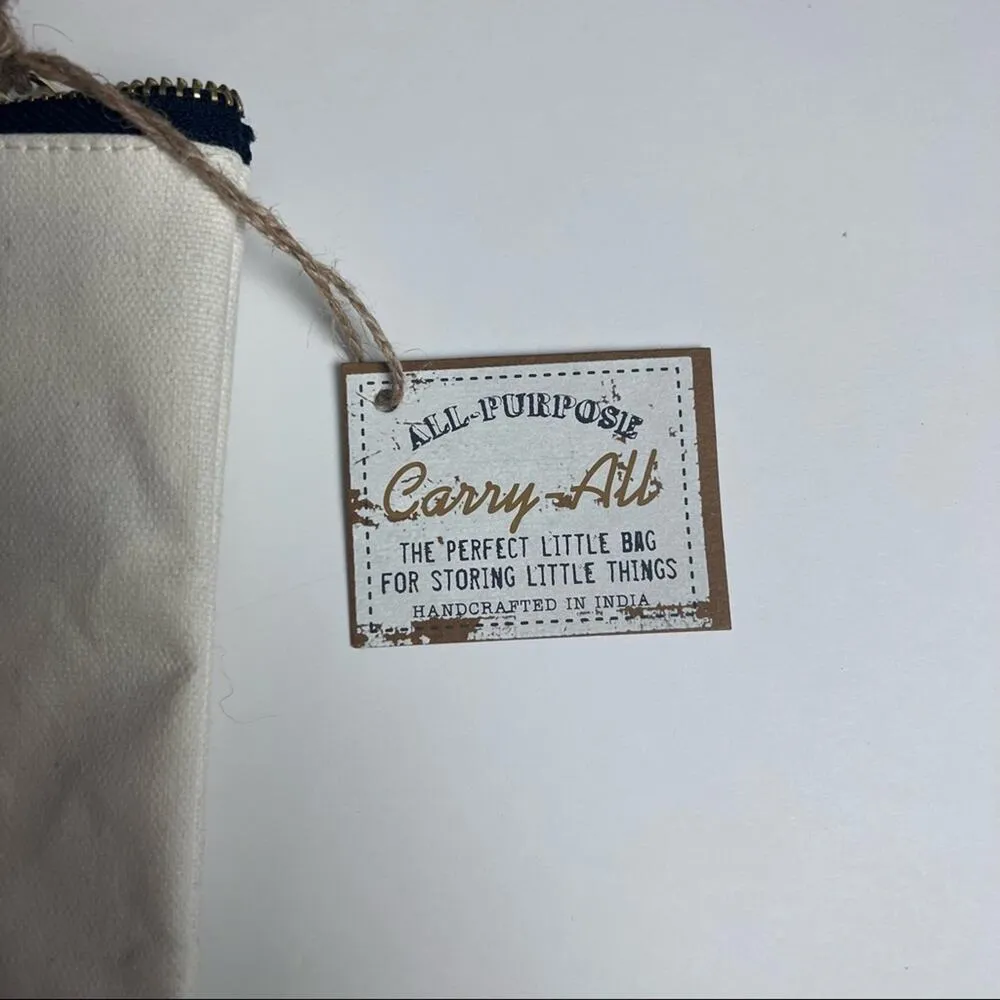 ALL-PURPOSE
Carry-All
THE PERFECT LITTLE BAG
FOR STORING LITTLE THINGS
HANDCRAFTED IN INDIA